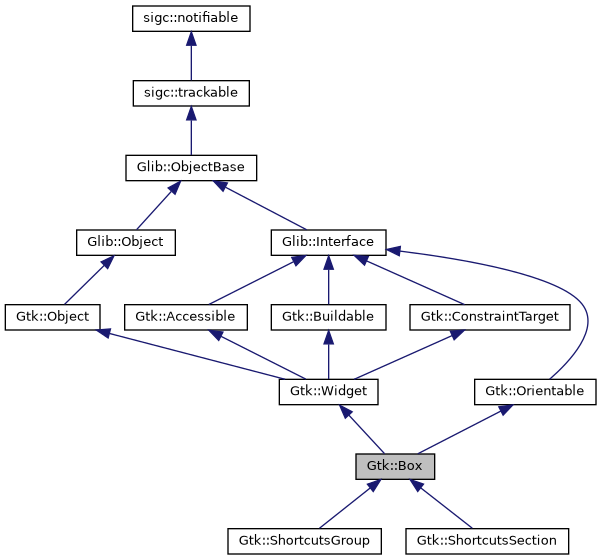 sigc::notifiable
sigc::trackable
Glib::ObjectBase
Glib::Object
Glib::Interface
Gtk::Object
Gtk::Accessible
Gtk::Buildable
Gtk::ConstraintTarget
Gtk::Widget
Gtk::Orientable
Gtk::Box
Gtk::ShortcutsGroup
Gtk::ShortcutsSection